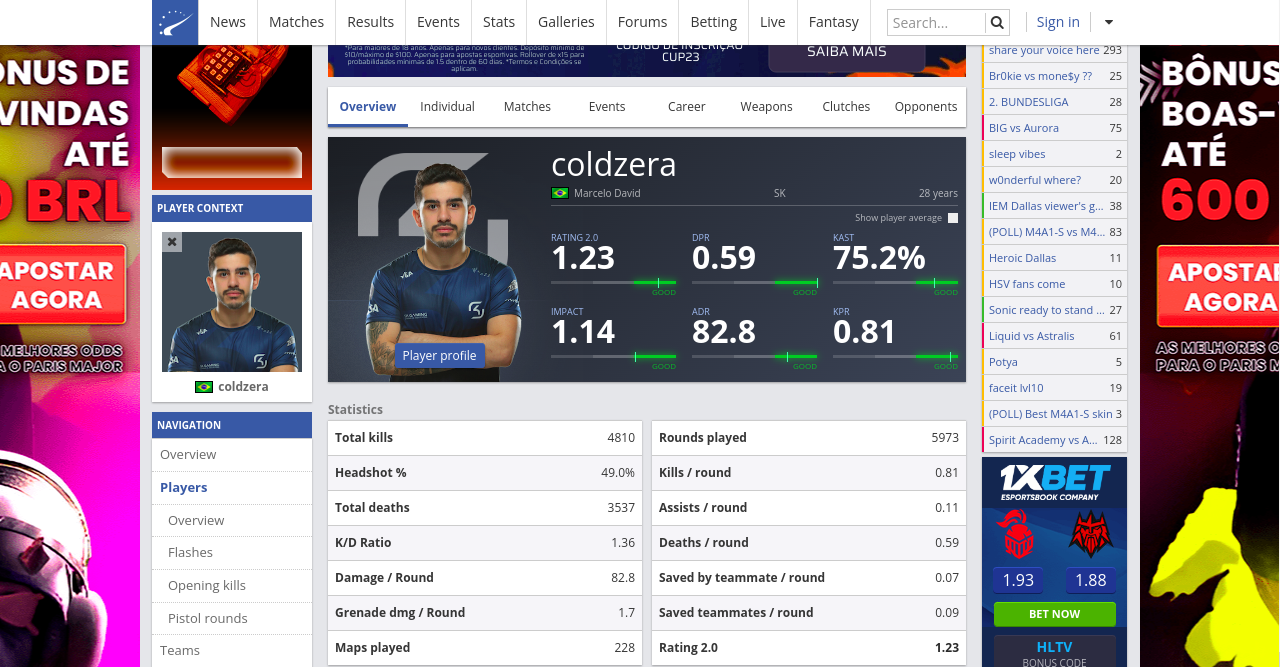 News
Matches
Results
Events
Stats
Galleries
Forums
Betting
Live
Fantasy
Search...
Sign in
BÔNUS DE
VINDAS
ATÉ
0 BRL
APOSTAR
AGORA
MELHORES ODDS
A O PARIS MAJOR
PLAYER CONTEXT
coldzera
NAVIGATION
Overview
Players
Overview
Flashes
Opening kills
Pistol rounds
Teams
*Para maiores de 18 anos. Apenas para novos clientes. Depósito mínimo de
$10/máximo de $100. Apenas para apostas esportivas. Rollover de x15 para
probabilidades mínimas de 1.5 dentro de 60 dias. *Termos e Condições se
aplicam.
CÓDIGO DE INSCRIÇÃO
CUP23
SAIBA MAIS
Overview
Individual
Matches
Events
Career
Weapons
Clutches
Opponents
coldzera
Marcelo David
SK
28 years
Show player average
RATING 2.0
1.23
GOOD
DPR
0.59
GOOD
KAST
75.2%
GOOD
IMPACT
1.14
GOOD
ADR
82.8
GOOD
KPR
0.81
GOOD
Player profile
Statistics
Total kills 4810
Headshot % 49.0%
Total deaths 3537
K/D Ratio 1.36
Damage / Round 82.8
Grenade dmg / Round 1.7
Maps played 228
Rounds played 5973
Kills / round 0.81
Assists / round 0.11
Deaths / round 0.59
Saved by teammate / round 0.07
Saved teammates / round 0.09
Rating 2.0 1.23
share your voice here 293
Br0kie vs mone$y ?? 25
2. BUNDESLIGA 28
BIG vs Aurora 75
sleep vibes 2
w0nderful where? 20
IEM Dallas viewer's g... 38
(POLL) M4A1-S vs M4... 83
Heroic Dallas 11
HSV fans come 10
Sonic ready to stand ... 27
Liquid vs Astralis 61
Potya 5
faceit lvl10 19
(POLL) Best M4A1-S skin 3
Spirit Academy vs A... 128
1XBET
ESPORTSBOOK COMPANY
1.93
1.88
BET NOW
HLTV
BONUS CODE
BÔNUS
BOAS-
ATÉ
600
APOSTAR
AGORA
AS MELHORES O
PARA O PARIS M